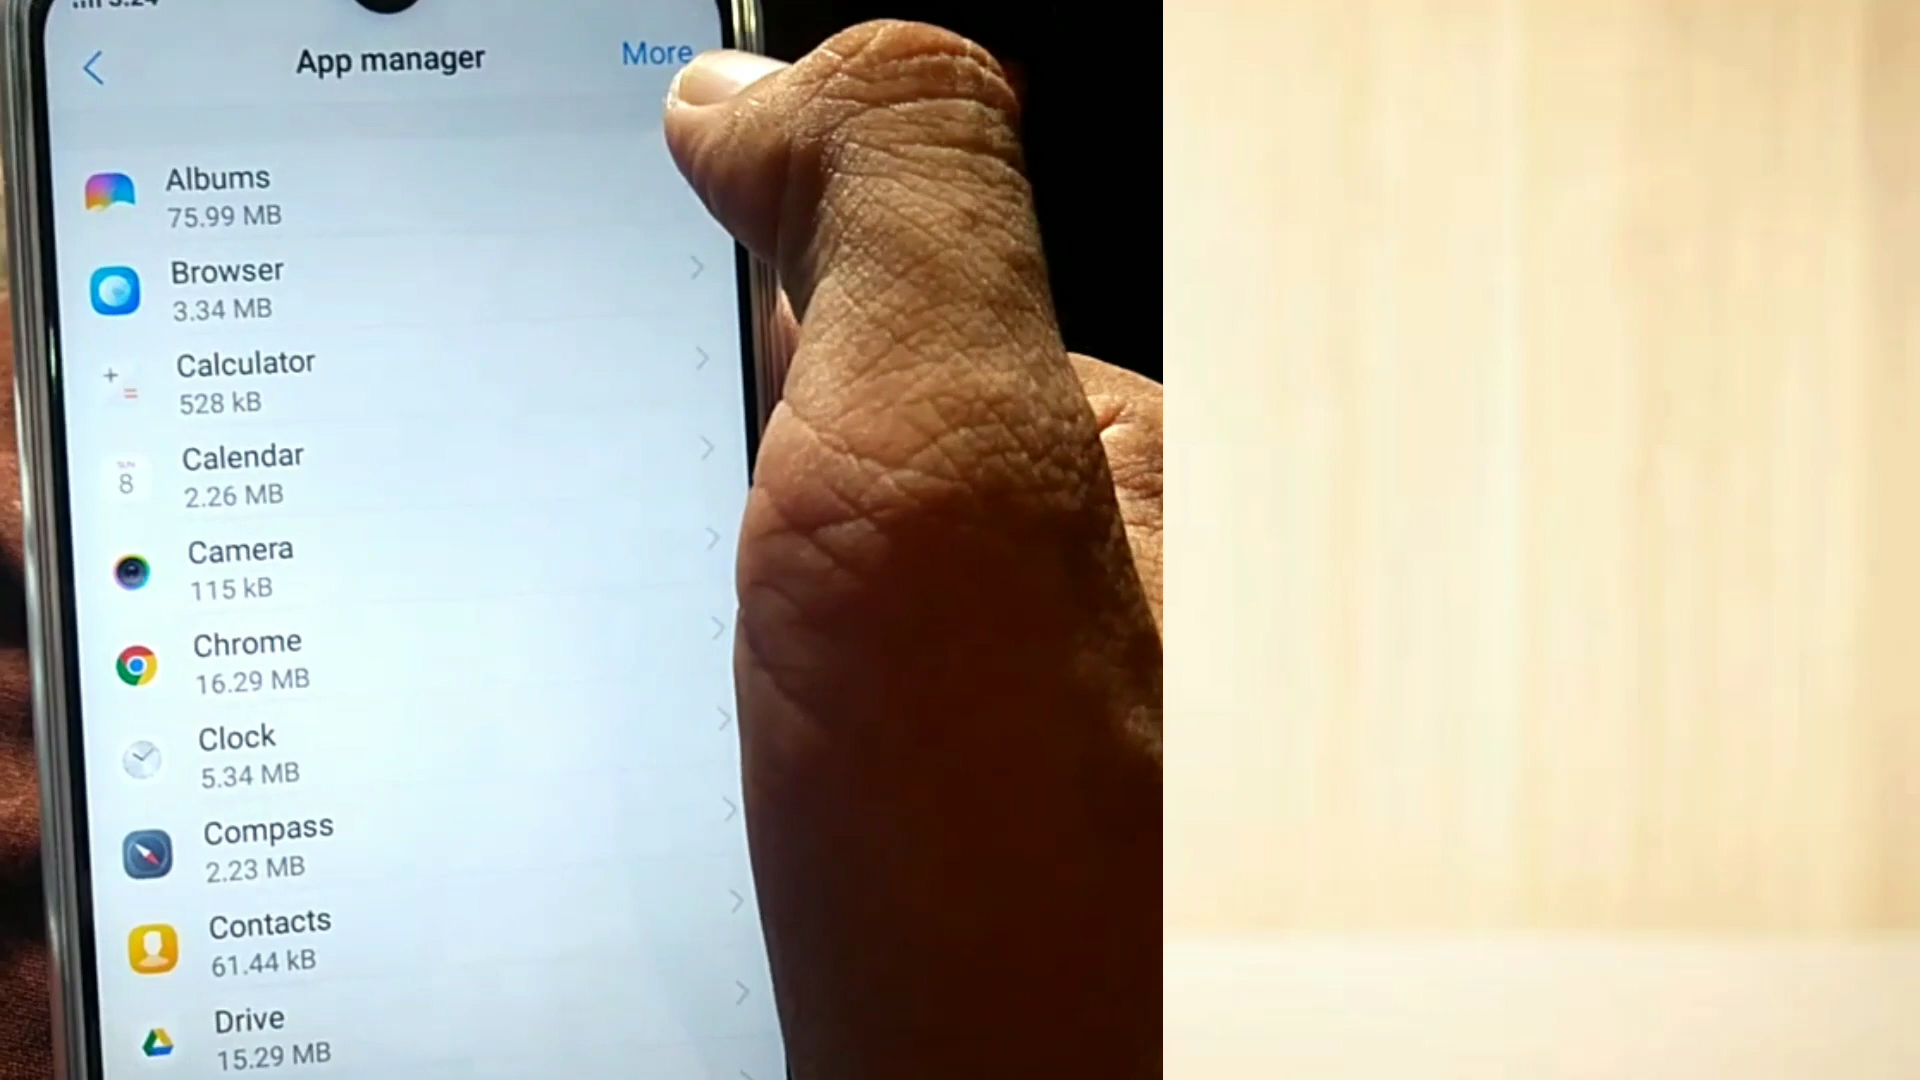 App manager
More
Albums
75.99 MB
Browser
3.34 MB
Calculator
528 kB
Calendar
2.26 MB
8
Camera
115 kB
Chrome
16.29 MB
Clock
5.34 MB
Compass
2.23 MB
Contacts
61.44 kB
Drive
15.29 MB